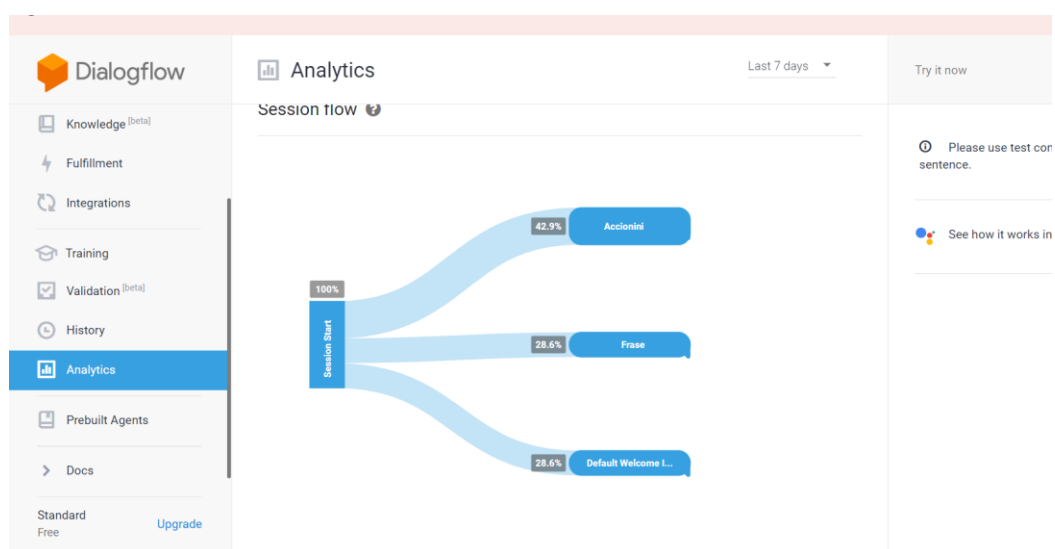 Dialogflow
Knowledge [beta]
Fulfillment
Integrations
Training
Validation [beta]
History
Analytics
Prebuilt Agents
Docs
Standard
Free
Upgrade
Analytics
Last 7 days
Session flow
100%
Session Start
42.9%
Accionini
28.6%
Frase
28.6%
Default Welcome I...
Try it now
Please use test con
sentence.
See how it works in